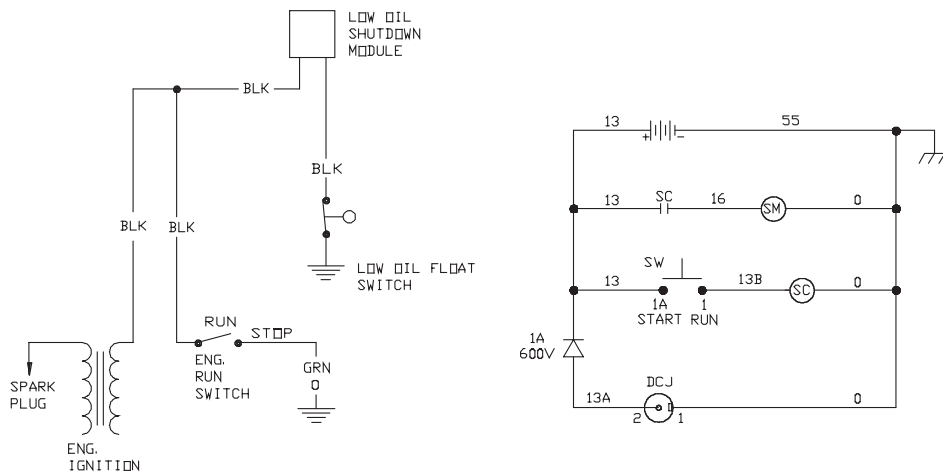 LOW OIL
SHUTDOWN
MODULE
BLK
BLK
BLK
BLK
LOW OIL FLOAT
SWITCH
RUN
STOP
ENG.
RUN
SWITCH
GRN
0
SPARK
PLUG
ENG.
IGNITION
13
+
-
55
13
SC
16
SM
0
SW
13
13B
SC
0
1A
1
START RUN
1A
600V
DCJ
13A
0
2
1